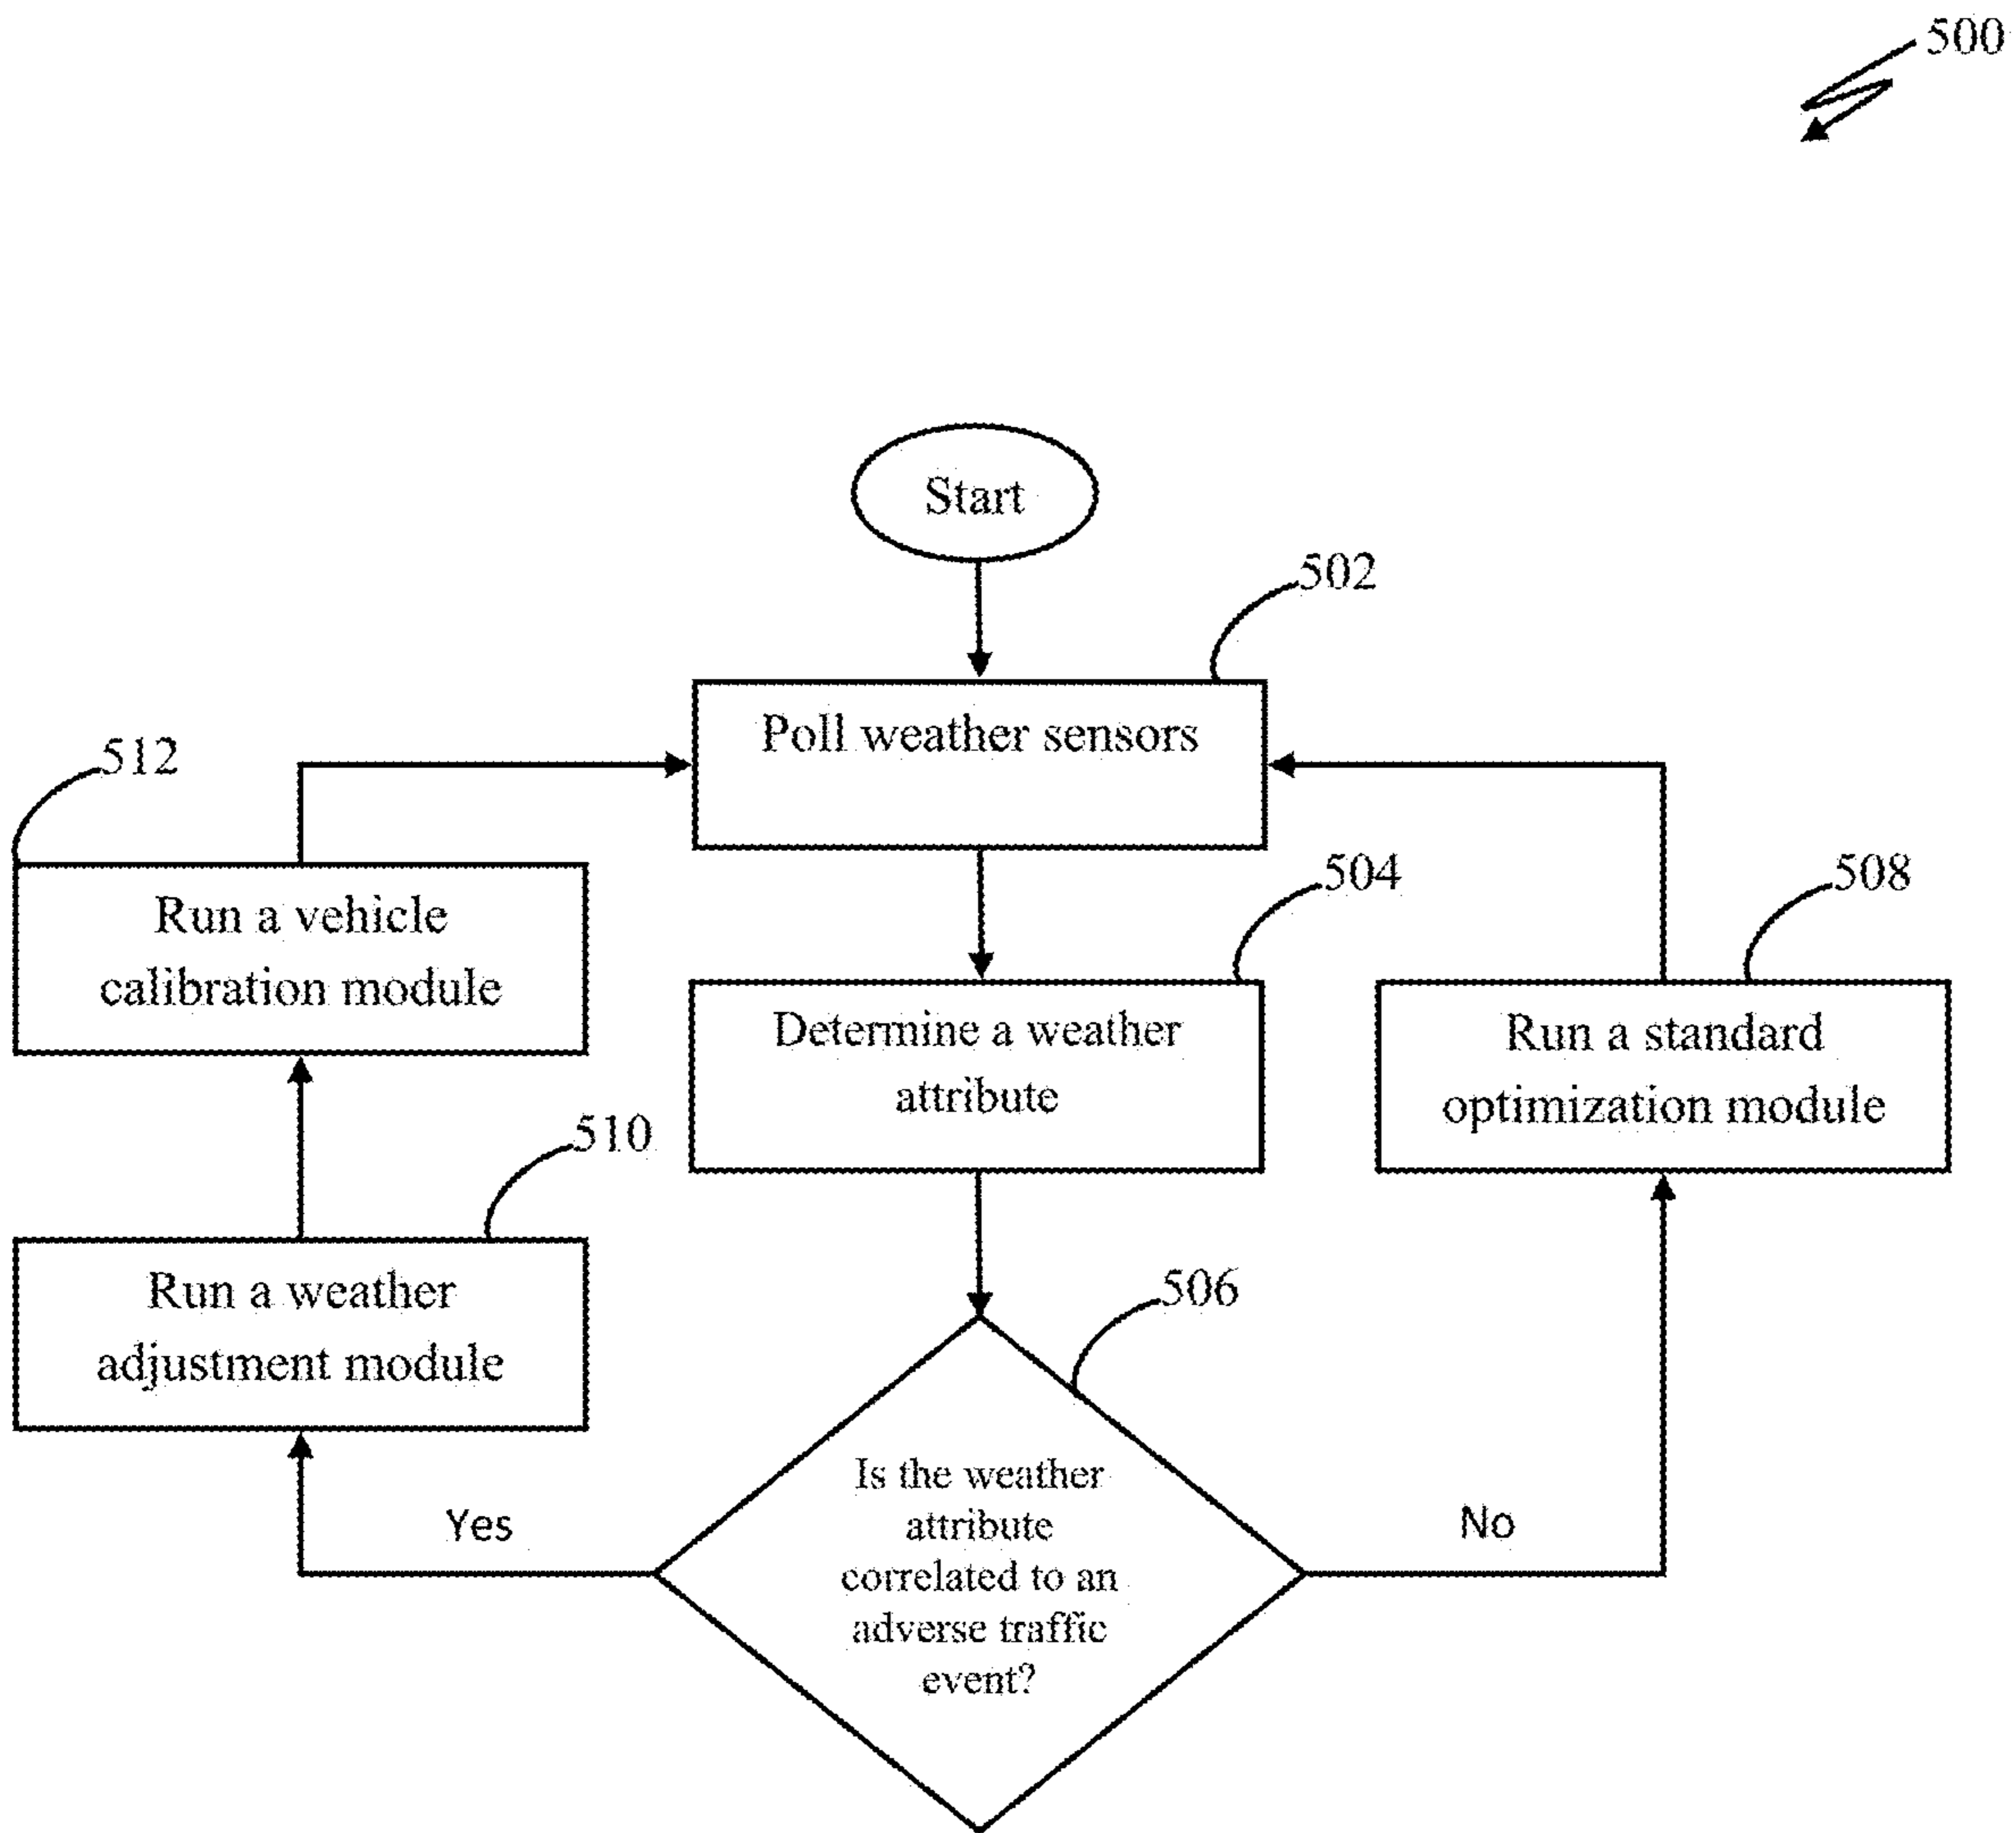 500
Start
502
Poll weather sensors
512
Run a vehicle
calibration module
504
Determine a weather
attribute
508
Run a standard
optimization module
510
Run a weather
adjustment module
506
Is the weather
attribute
correlated to an
adverse traffic
event?
Yes
No